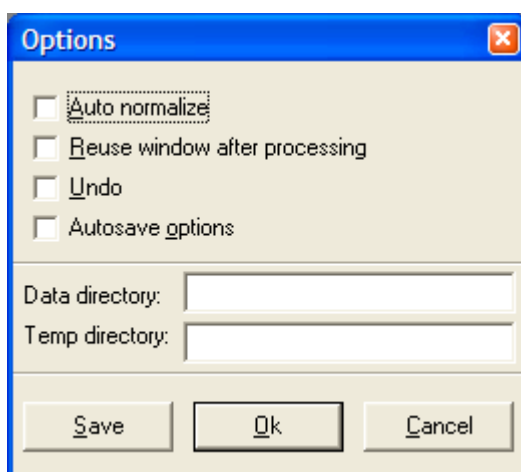 Options
Auto normalize
Reuse window after processing
Undo
Autosave options
Data directory:
Temp directory:
Save Ok Cancel